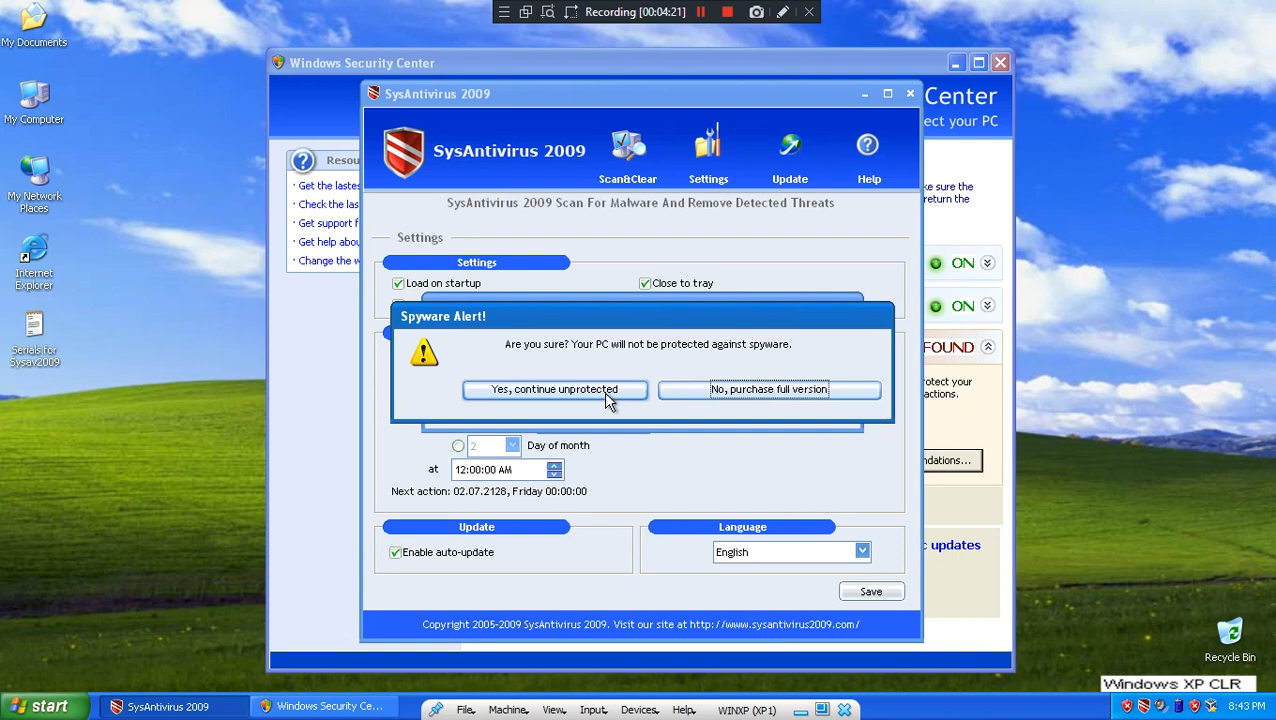 Recording [00:04:21]
My Documents
My Computer
My Network
Places
Internet
Explorer
Serials for
Sysav2009
Windows Security Center
Center
ect your PC
Resou
Get the lastes
Check the las
Get support f
Get help abou
Change the w
ke sure the
return the
ON
ON
FOUND
otect your
actions.
ndations...
c updates
SysAntivirus 2009
SysAntivirus 2009
Scan&Clear
Settings
Update
Help
SysAntivirus 2009 Scan For Malware And Remove Detected Threats
Settings
Settings
Load on startup
Close to tray
Spyware Alert!
Are you sure? Your PC will not be protected against spyware.
Yes, continue unprotected
No, purchase full version
2
Day of month
at
12:00:00 AM
Next action: 02.07.2128, Friday 00:00:00
Update
Language
Enable auto-update
English
Save
Copyright 2005-2009 SysAntivirus 2009. Visit our site at http://www.sysantivirus2009.com/
Recycle Bin
Windows XP CLR
start
SysAntivirus 2009
Windows Security Ce...
File,
Machine,
View,
Input,
Devices,
Help,
WINXP (XP1)
8:43 PM